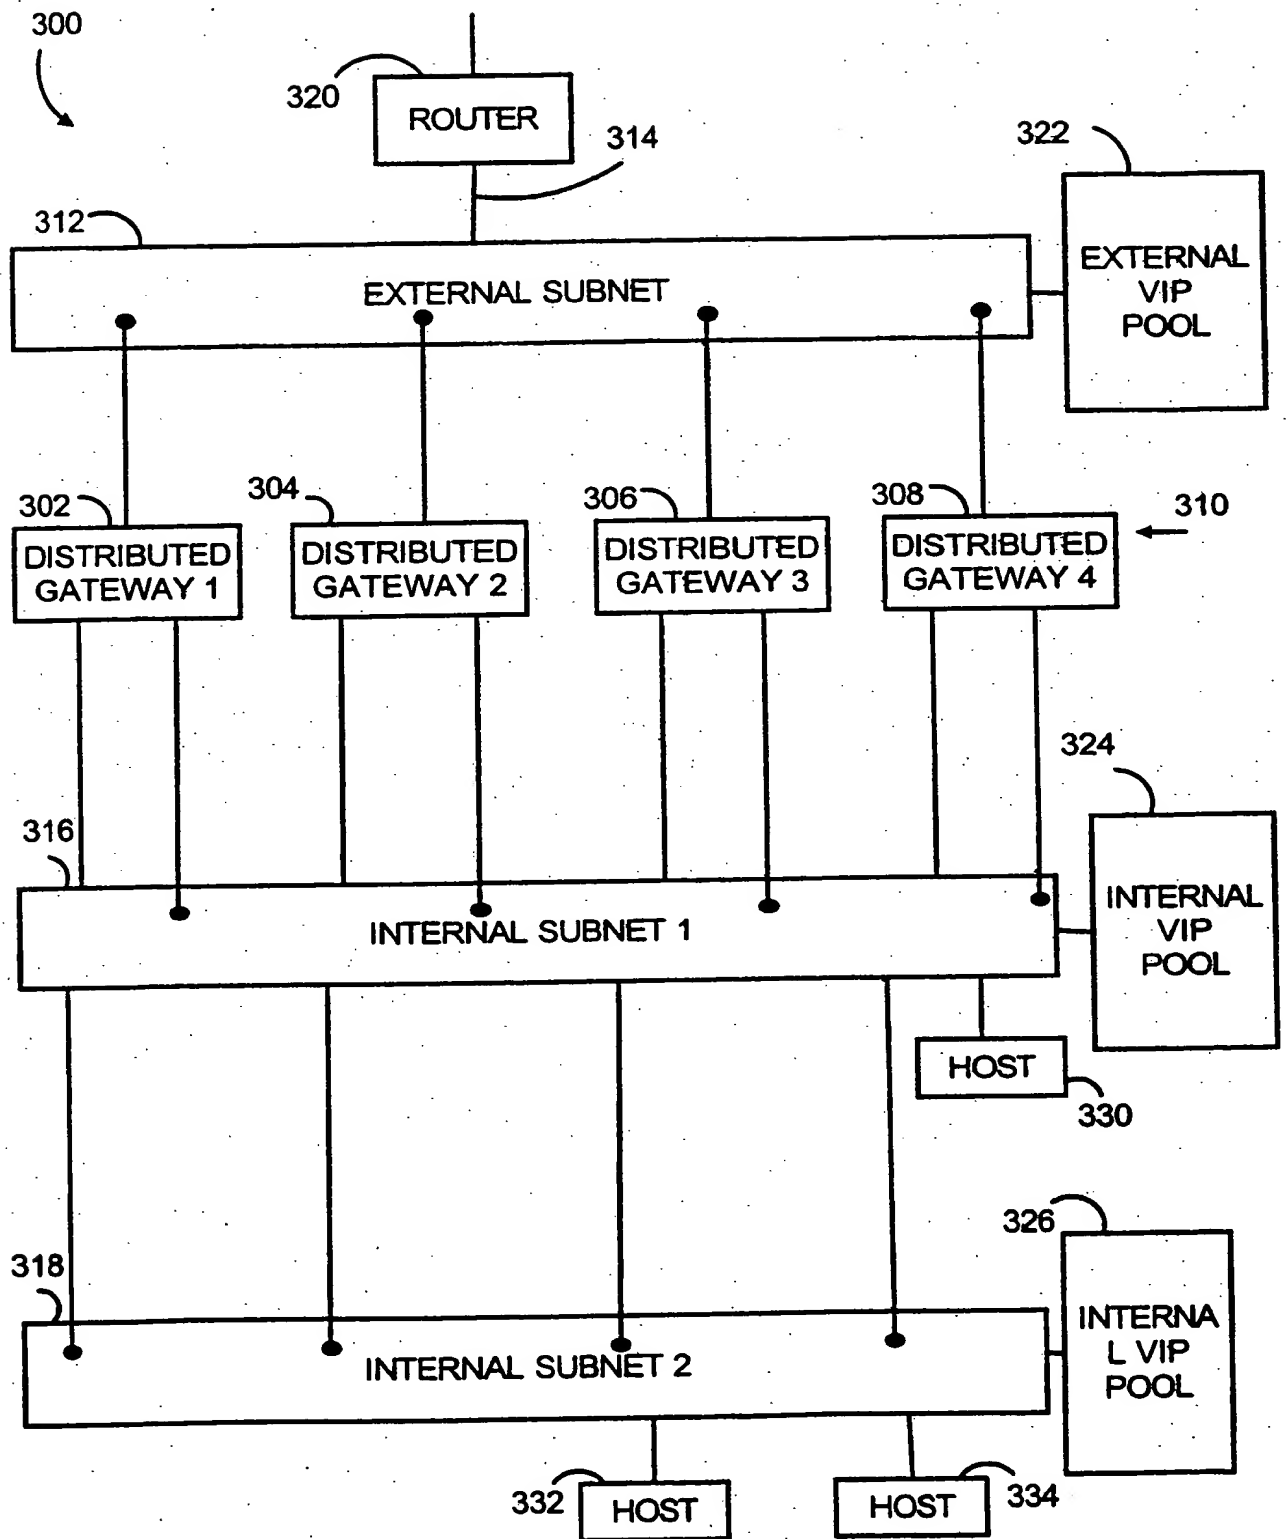 300
320
ROUTER
314
322
312
EXTERNAL SUBNET
EXTERNAL
VIP
POOL
302
304
306
308
310
DISTRIBUTED
GATEWAY 1
DISTRIBUTED
GATEWAY 2
DISTRIBUTED
GATEWAY 3
DISTRIBUTED
GATEWAY 4
324
316
INTERNAL SUBNET 1
INTERNAL
VIP
POOL
HOST
330
326
318
INTERNAL SUBNET 2
INTERNA
L VIP
POOL
332
HOST
HOST
334